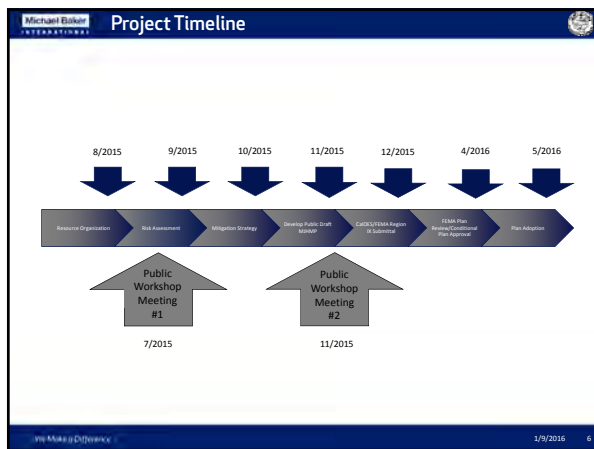 Michael Baker
INTERNATIONAL
Project Timeline
8/2015
9/2015
10/2015
11/2015
12/2015
4/2016
5/2016
Resource Organization
Risk Assessment
Mitigation Strategy
Develop Public Draft
MJHMP
CalOES/FEMA Region
IX Submittal
FEMA Plan
Review/Conditional
Plan Approval
Plan Adoption
Public
Workshop
Meeting
#1
Public
Workshop
Meeting
#2
7/2015
11/2015
We Make a Difference
1/9/2016
6